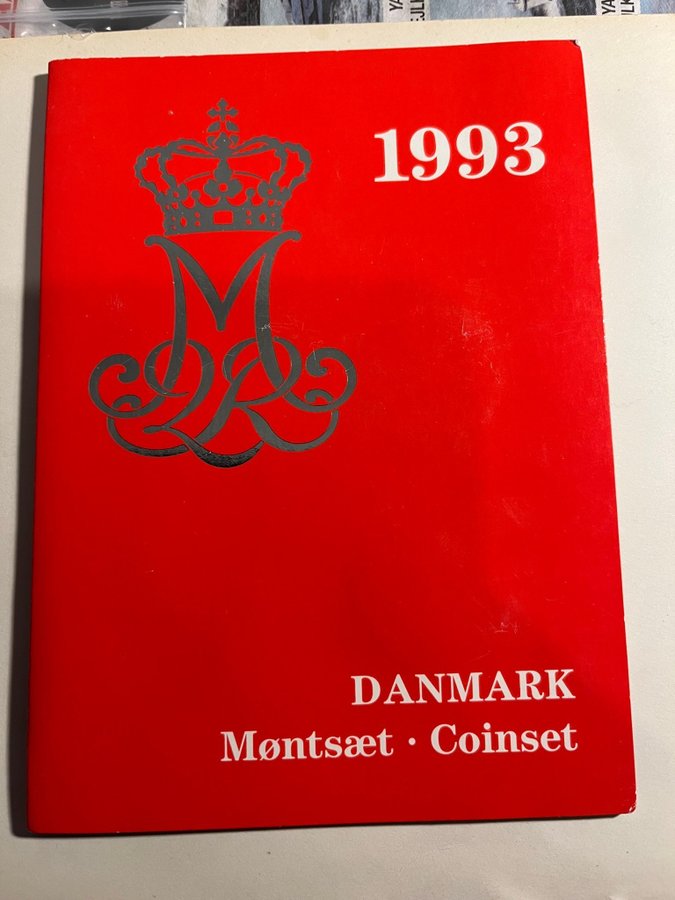 1993
DANMARK
Møntsæt · Coinset